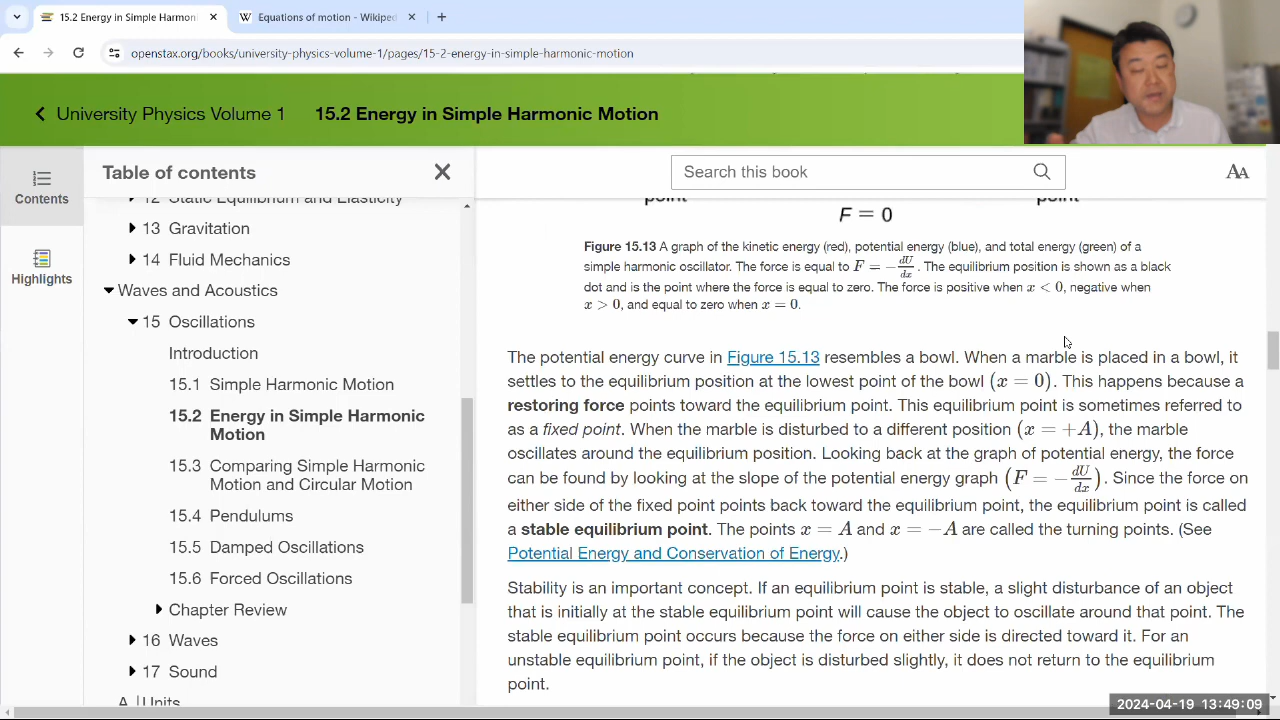 15.2 Energy in Simple Harmoni
Equations of motion - Wikiped
openstax.org/books/university-physics-volume-1/pages/15-2-energy-in-simple-harmonic-motion
University Physics Volume 1
15.2 Energy in Simple Harmonic Motion
Contents
Highlights
Table of contents
12 Static Equilibrium and Elasticity
13 Gravitation
14 Fluid Mechanics
Waves and Acoustics
15 Oscillations
Introduction
15.1 Simple Harmonic Motion
15.2 Energy in Simple Harmonic
Motion
15.3 Comparing Simple Harmonic
Motion and Circular Motion
15.4 Pendulums
15.5 Damped Oscillations
15.6 Forced Oscillations
Chapter Review
16 Waves
17 Sound
A | Units
Search this book
AA
point
point
F = 0
Figure 15.13 A graph of the kinetic energy (red), potential energy (blue), and total energy (green) of a
simple harmonic oscillator. The force is equal to F = −dU/dx. The equilibrium position is shown as a black
dot and is the point where the force is equal to zero. The force is positive when x < 0, negative when
x > 0, and equal to zero when x = 0.
The potential energy curve in Figure 15.13 resembles a bowl. When a marble is placed in a bowl, it
settles to the equilibrium position at the lowest point of the bowl (x = 0). This happens because a
restoring force points toward the equilibrium point. This equilibrium point is sometimes referred to
as a fixed point. When the marble is disturbed to a different position (x = +A), the marble
oscillates around the equilibrium position. Looking back at the graph of potential energy, the force
can be found by looking at the slope of the potential energy graph (F = −dU/dx). Since the force on
either side of the fixed point points back toward the equilibrium point, the equilibrium point is called
a stable equilibrium point. The points x = A and x = −A are called the turning points. (See
Potential Energy and Conservation of Energy.)
Stability is an important concept. If an equilibrium point is stable, a slight disturbance of an object
that is initially at the stable equilibrium point will cause the object to oscillate around that point. The
stable equilibrium point occurs because the force on either side is directed toward it. For an
unstable equilibrium point, if the object is disturbed slightly, it does not return to the equilibrium
point.
2024-04-19 13:49:09